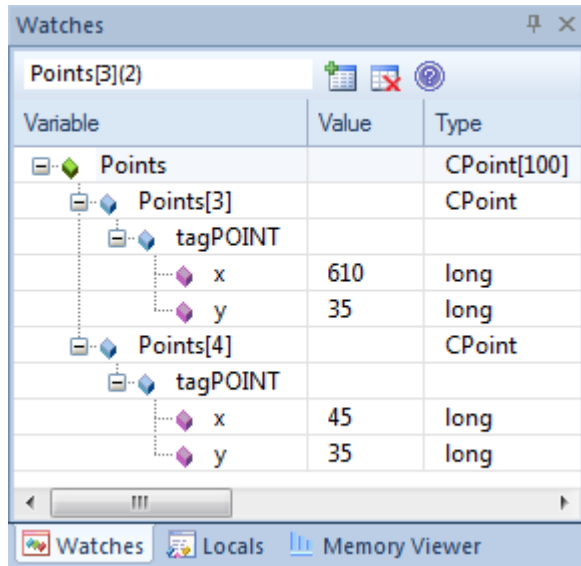 Watches
Points[3](2)
Variable Value Type
Points CPoint[100]
Points[3] CPoint
tagPOINT
x 610 long
y 35 long
Points[4] CPoint
tagPOINT
x 45 long
y 35 long
Watches Locals Memory Viewer